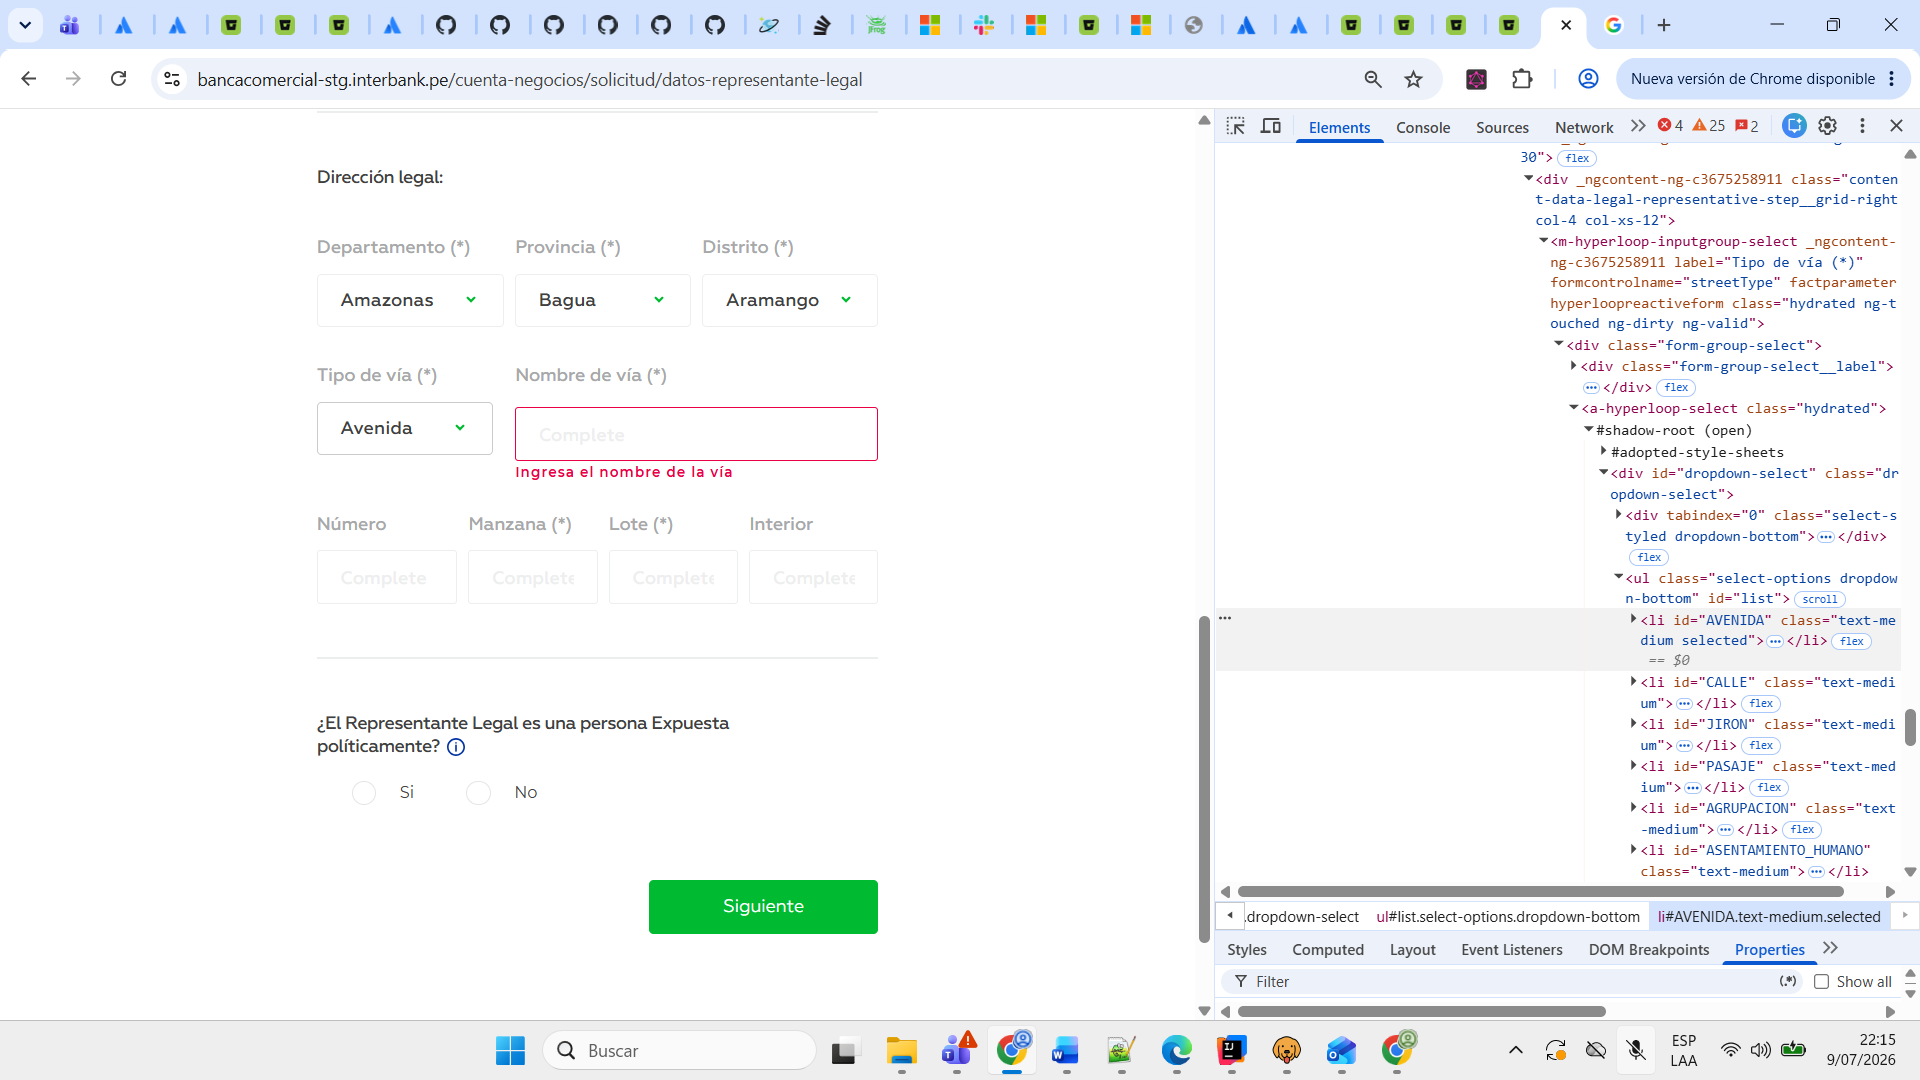 bancacomercial-stg.interbank.pe/cuenta-negocios/solicitud/datos-representante-legal
Nueva versión de Chrome disponible
Dirección legal:
Departamento (*) Provincia (*) Distrito (*)
Amazonas Bagua Aramango
Tipo de vía (*) Nombre de vía (*)
Avenida Complete
Ingresa el nombre de la vía
Número Manzana (*) Lote (*) Interior
Complete Complete Complete Complete
¿El Representante Legal es una persona Expuesta
políticamente?
Si No
Siguiente
Elements Console Sources Network 4 25 2
30"> flex
<div _ngcontent-ng-c3675258911 class="conten
t-data-legal-representative-step__grid-right
col-4 col-xs-12">
<m-hyperloop-inputgroup-select _ngcontent-
ng-c3675258911 label="Tipo de vía (*)"
formcontrolname="streetType" factparameter
hyperloopreactiveform class="hydrated ng-t
ouched ng-dirty ng-valid">
<div class="form-group-select">
<div class="form-group-select__label">
… </div> flex
<a-hyperloop-select class="hydrated">
#shadow-root (open)
#adopted-style-sheets
<div id="dropdown-select" class="dr
opdown-select">
<div tabindex="0" class="select-s
tyled dropdown-bottom"> … </div>
flex
<ul class="select-options dropdow
n-bottom" id="list"> scroll
<li id="AVENIDA" class="text-me
dium selected"> … </li> flex
== $0
<li id="CALLE" class="text-medi
um"> … </li> flex
<li id="JIRON" class="text-medi
um"> … </li> flex
<li id="PASAJE" class="text-med
ium"> … </li> flex
<li id="AGRUPACION" class="text
-medium"> … </li> flex
<li id="ASENTAMIENTO_HUMANO"
class="text-medium"> … </li>
.dropdown-select ul#list.select-options.dropdown-bottom li#AVENIDA.text-medium.selected
Styles Computed Layout Event Listeners DOM Breakpoints Properties
Filter (.*) Show all
Buscar
ESP
LAA
22:15
9/07/2026